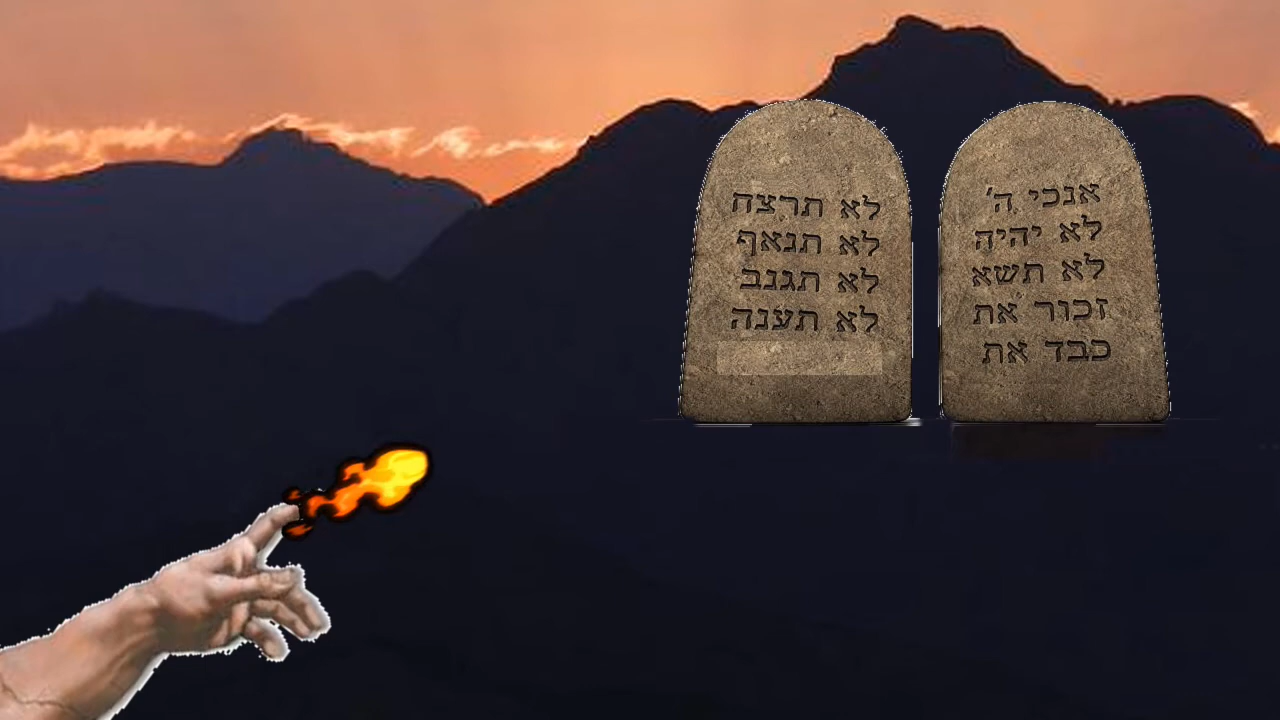 אנכי ה'
לא יהיה
לא תשא
זכור את
כבד את
לא תרצח
לא תנאף
לא תגנב
לא תענה